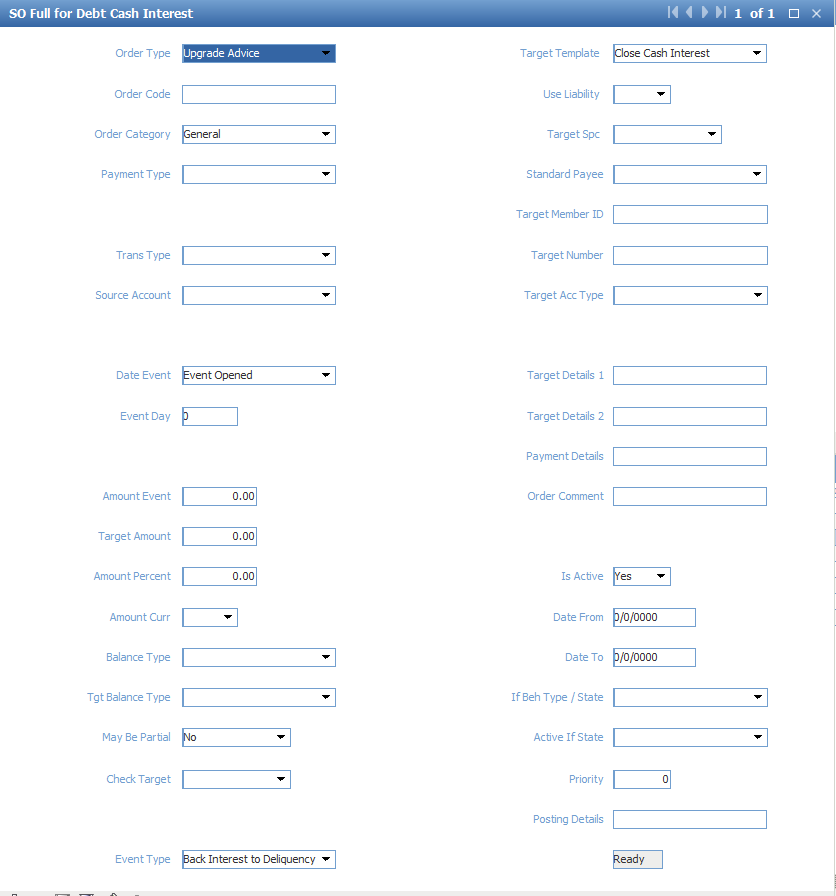 SO Full for Debt Cash Interest 1 of 1
Order Type Upgrade Advice Target Template Close Cash Interest
Order Code Use Liability
Order Category General Target Spc
Payment Type Standard Payee
Target Member ID
Trans Type Target Number
Source Account Target Acc Type
Date Event Event Opened Target Details 1
Event Day 0 Target Details 2
Payment Details
Amount Event 0.00 Order Comment
Target Amount 0.00
Amount Percent 0.00 Is Active Yes
Amount Curr Date From 0/0/0000
Balance Type Date To 0/0/0000
Tgt Balance Type If Beh Type / State
May Be Partial No Active If State
Check Target Priority 0
Posting Details
Event Type Back Interest to Deliquency Ready